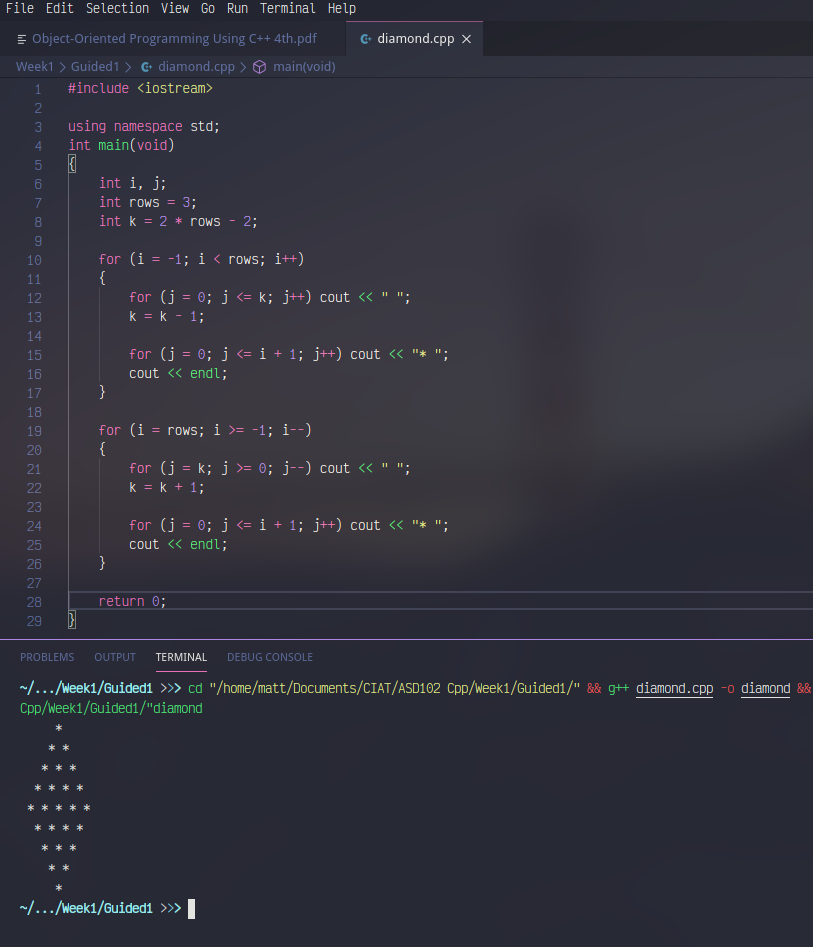 File Edit Selection View Go Run Terminal Help
Object-Oriented Programming Using C++ 4th.pdf diamond.cpp ×
Week1 > Guided1 > diamond.cpp > main(void)
1 #include <iostream>
2
3 using namespace std;
4 int main(void)
5 {
6     int i, j;
7     int rows = 3;
8     int k = 2 * rows - 2;
9
10     for (i = -1; i < rows; i++)
11     {
12         for (j = 0; j <= k; j++) cout << " ";
13         k = k - 1;
14
15         for (j = 0; j <= i + 1; j++) cout << "* ";
16         cout << endl;
17     }
18
19     for (i = rows; i >= -1; i--)
20     {
21         for (j = k; j >= 0; j--) cout << " ";
22         k = k + 1;
23
24         for (j = 0; j <= i + 1; j++) cout << "* ";
25         cout << endl;
26     }
27
28     return 0;
29 }
PROBLEMS OUTPUT TERMINAL DEBUG CONSOLE
~/.../Week1/Guided1 >>> cd "/home/matt/Documents/CIAT/ASD102 Cpp/Week1/Guided1/" && g++ diamond.cpp -o diamond &&
Cpp/Week1/Guided1/"diamond
     *
    * *
   * * *
  * * * *
 * * * * *
  * * * *
   * * *
    * *
     *
~/.../Week1/Guided1 >>>